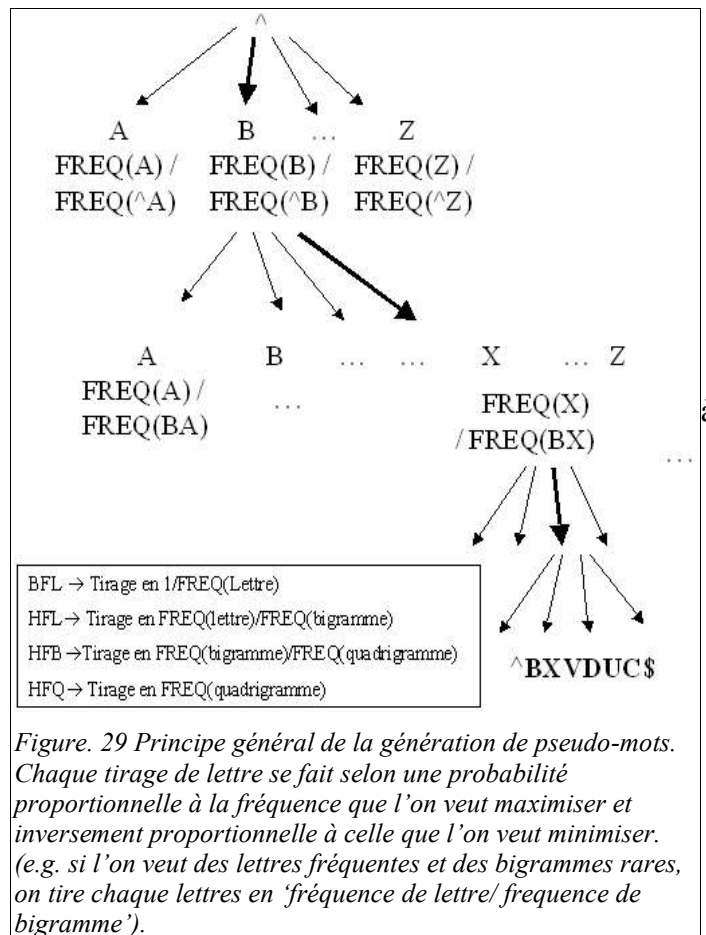 ^
A B ... Z
FREQ(A) / FREQ(B) / FREQ(Z) /
FREQ(^A) FREQ(^B) FREQ(^Z)
A B ... ... X ... Z
FREQ(A) / ... FREQ(X)
FREQ(BA) / FREQ(BX) ...
à
BFL → Tirage en 1/FREQ(Lettre)
HFL → Tirage en FREQ(lettre)/FREQ(bigramme)
HFB → Tirage en FREQ(bigramme)/FREQ(quadrigramme)
HFQ → Tirage en FREQ(quadrigramme)
^BXVDUC$
Figure. 29 Principe général de la génération de pseudo-mots.
Chaque tirage de lettre se fait selon une probabilité
proportionnelle à la fréquence que l’on veut maximiser et
inversement proportionnelle à celle que l’on veut minimiser.
(e.g. si l’on veut des lettres fréquentes et des bigrammes rares,
on tire chaque lettres en ‘fréquence de lettre/ frequence de
bigramme’).